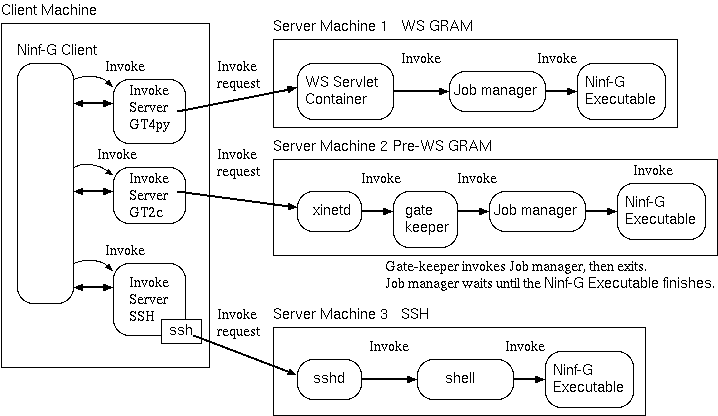 Client Machine
Ninf-G Client
Invoke
Invoke
Server
GT4py
Invoke
Invoke
Server
GT2c
Invoke
Invoke
Server
SSH
ssh
Invoke
request
Server Machine 1 WS GRAM
WS Servlet
Container
Invoke
Job manager
Invoke
Ninf-G
Executable
Invoke
request
Server Machine 2 Pre-WS GRAM
xinetd
Invoke
gate
keeper
Invoke
Job manager
Invoke
Ninf-G
Executable
Gate-keeper invokes Job manager, then exits.
Job manager waits until the Ninf-G Executable finishes.
Invoke
request
Server Machine 3 SSH
sshd
Invoke
shell
Invoke
Ninf-G
Executable